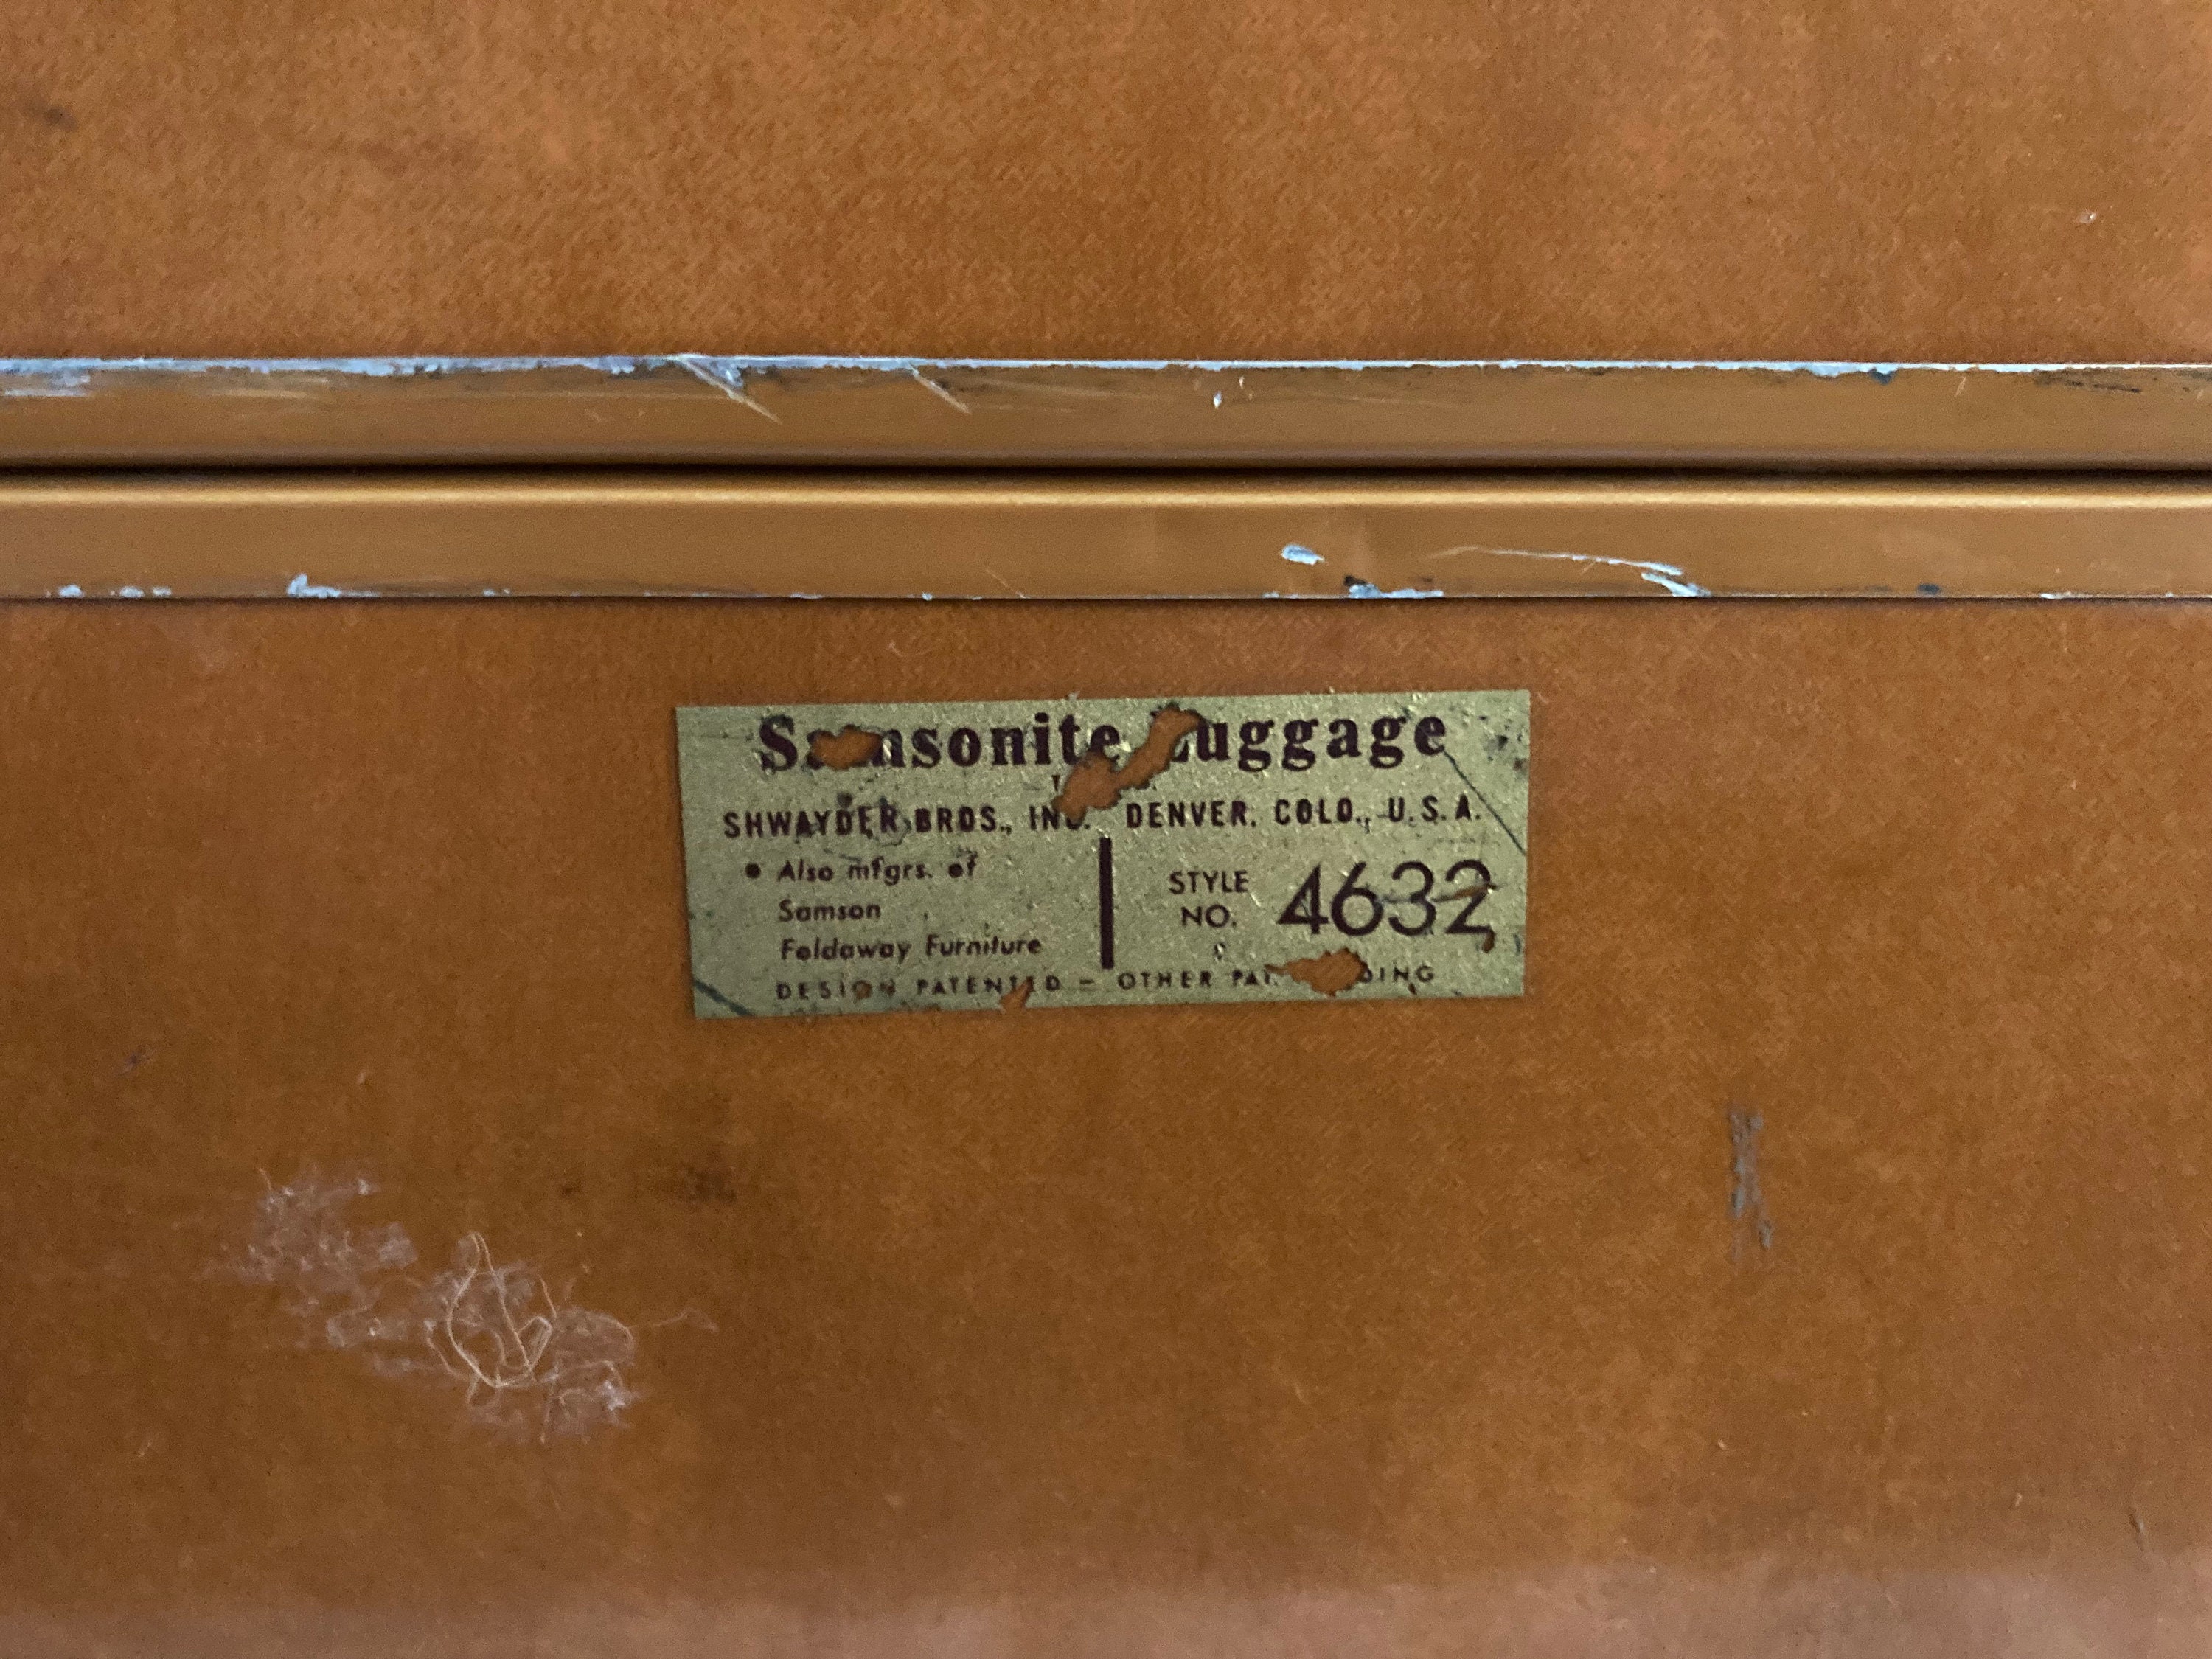 Samsonite Luggage
SHWAYDER BROS., INC. DENVER, COLO., U.S.A.
• Also mfgrs. of
Samson
Foldaway Furniture
STYLE
NO. 4632
DESIGN PATENTED – OTHER PAT.